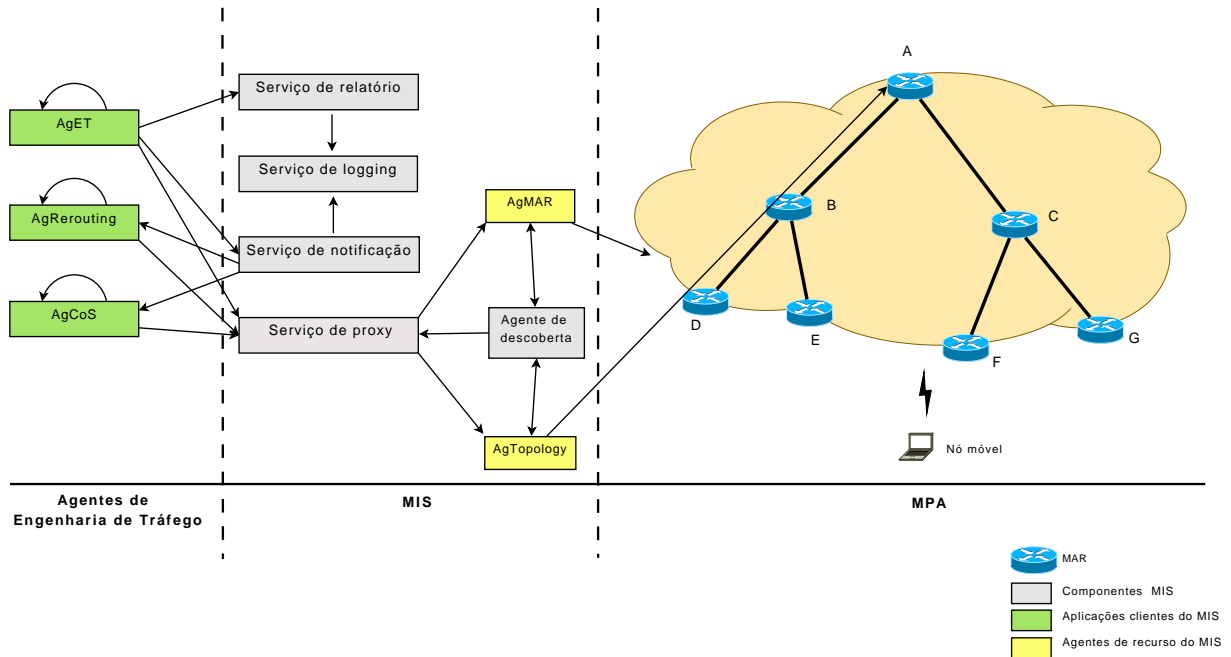 A
Serviço de relatório
AgET
Serviço de logging
AgRerouting
AgMAR
B
C
Serviço de notificação
AgCoS
Serviço de proxy
Agente de
descoberta
D
E
F
G
AgTopology
Nó móvel
Agentes de
Engenharia de Tráfego
MIS
MPA
MAR
Componentes MIS
Aplicações clientes do MIS
Agentes de recurso do MIS